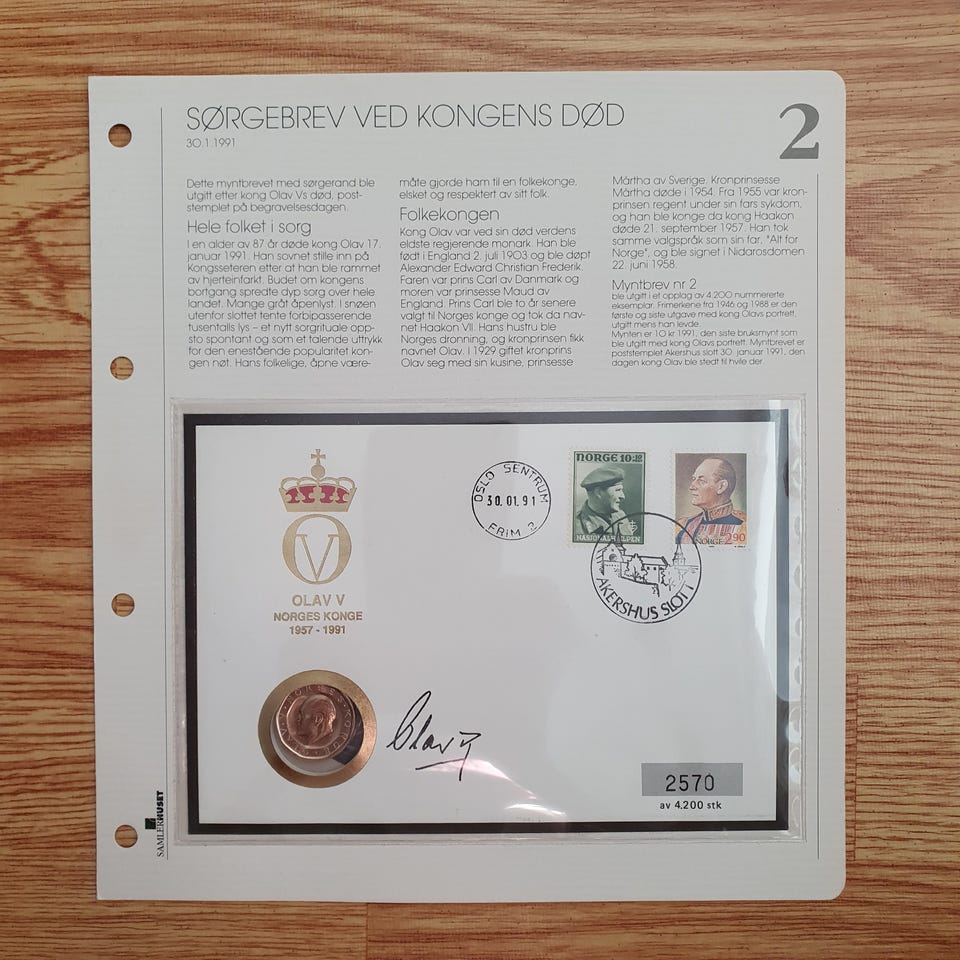 SØRGEBREV VED KONGENS DØD
30.1.1991
2
Dette myntbrevet med sørgerand ble
utgitt etter kong Olav Vs død, post-
stemplet på begravelsesdagen.
Hele folket i sorg
I en alder av 87 år døde kong Olav 17.
januar 1991. Han sovnet stille inn på
Kongsseteren etter at han ble rammet
av hjerteinfarkt. Budet om kongens
bortgang spredte dyp sorg over hele
landet. Mange gråt åpenlyst. I snøen
utenfor slottet tente forbipasserende
tusentalls lys – et nytt sorgrituale opp-
sto spontant og som et talende uttrykk
for den enestående popularitet kon-
gen nøt. Hans folkelige, åpne være-
måte gjorde ham til en folkekonge,
elsket og respektert av sitt folk.
Folkekongen
Kong Olav var ved sin død verdens
eldste regjerende monark. Han ble
født i England 2. juli 1903 og ble døpt
Alexander Edward Christian Frederik.
Faren var prins Carl av Danmark og
moren var prinsesse Maud av
England. Prins Carl ble to år senere
valgt til Norges konge og tok da nav-
net Haakon VII. Hans hustru ble
Norges dronning, og kronprinsen fikk
navnet Olav. I 1929 giftet kronprins
Olav seg med sin kusine, prinsesse
Märtha av Sverige. Kronprinsesse
Märtha døde i 1954. Fra 1955 var kron-
prinsen regent under sin fars sykdom,
og han ble konge da kong Haakon
døde 21. september 1957. Han tok
samme valgspråk som sin far, "Alt for
Norge", og ble signet i Nidarosdomen
22. juni 1958.
Myntbrev nr 2
ble utgitt i et opplag av 4.200 nummererte
eksemplar. Frimerkene fra 1946 og 1988 er den
første og siste utgave med kong Olavs portrett,
utgitt mens han levde.
Mynten er 10 kr 1991, den siste bruksmynt som
ble utgitt med kong Olavs portrett. Myntbrevet er
poststemplet Akershus slott 30. januar 1991, den
dagen kong Olav ble stedt til hvile der.
OSLO SENTRUM
30.01.91
FRIM 2
NORGE 10+10
NASJONALHJELPEN
NORGE 2.90
AKERSHUS SLOTT
V
OLAV V
NORGES KONGE
1957 - 1991
Olav R
2570
av 4.200 stk
SAMLERHUSET